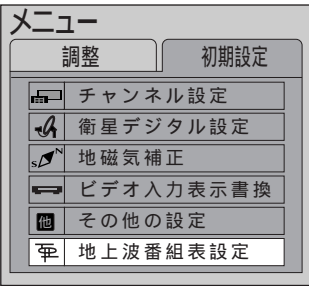 メニュー
調整 初期設定
チャンネル設定
衛星デジタル設定
S N 地磁気補正
ビデオ入力表示書換
他 その他の設定
地上波番組表設定